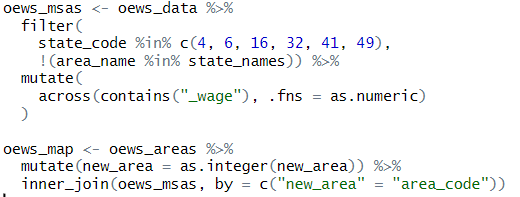 oews_msas <- oews_data %>%
  filter(
    state_code %in% c(4, 6, 16, 32, 41, 49),
    !(area_name %in% state_names)) %>%
  mutate(
    across(contains("_wage"), .fns = as.numeric)
  )

oews_map <- oews_areas %>%
  mutate(new_area = as.integer(new_area)) %>%
  inner_join(oews_msas, by = c("new_area" = "area_code"))